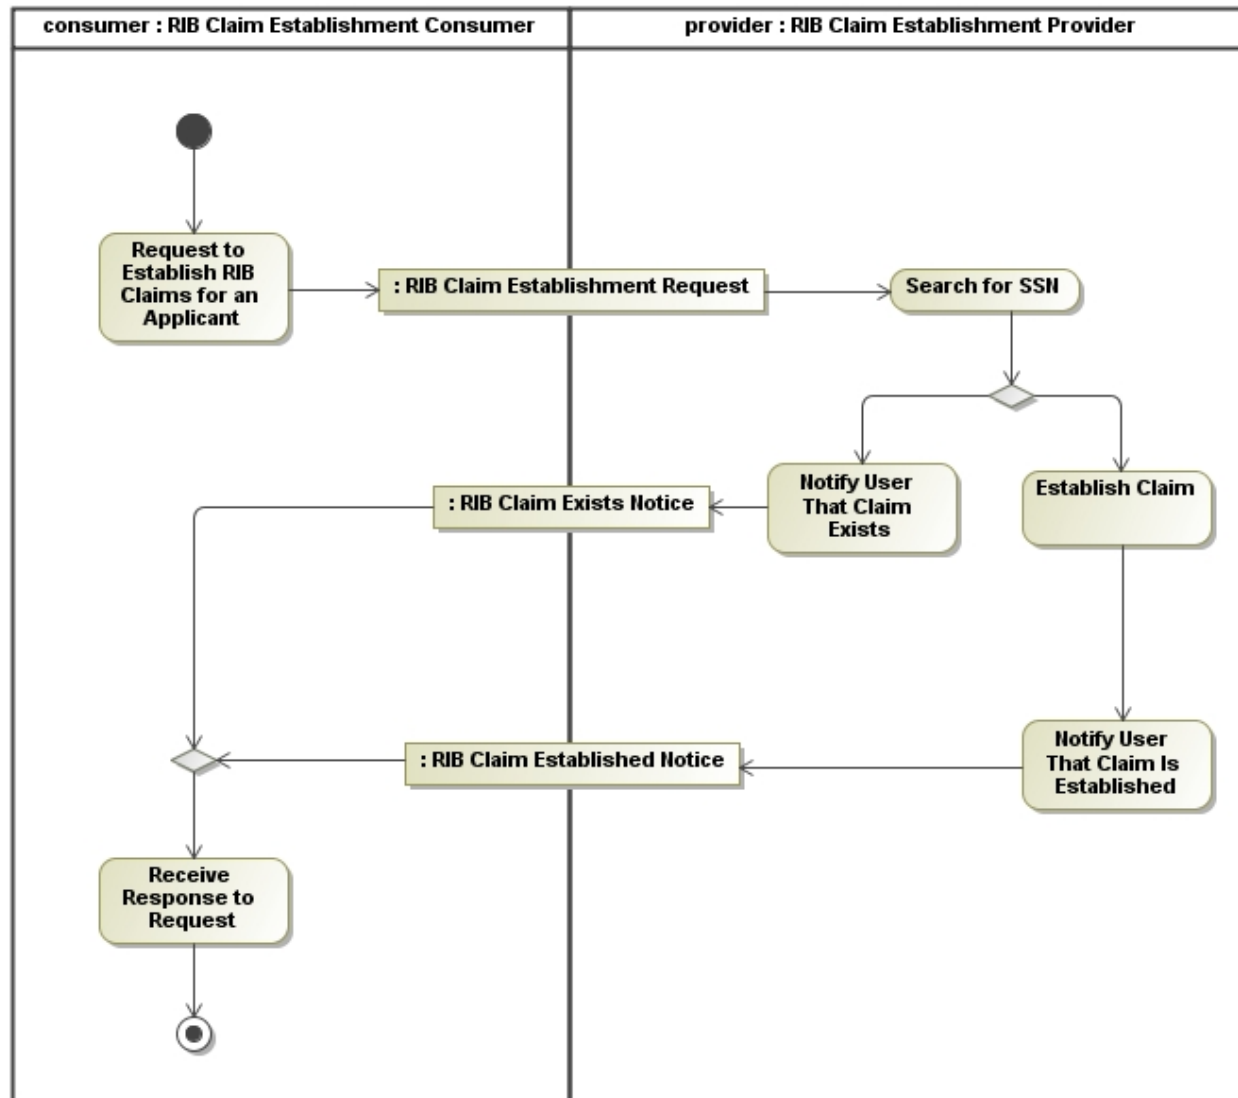 consumer : RIB Claim Establishment Consumer
provider : RIB Claim Establishment Provider
Request to
Establish RIB
Claims for an
Applicant
: RIB Claim Establishment Request
Search for SSN
: RIB Claim Exists Notice
Notify User
That Claim
Exists
Establish Claim
: RIB Claim Established Notice
Notify User
That Claim Is
Established
Receive
Response to
Request